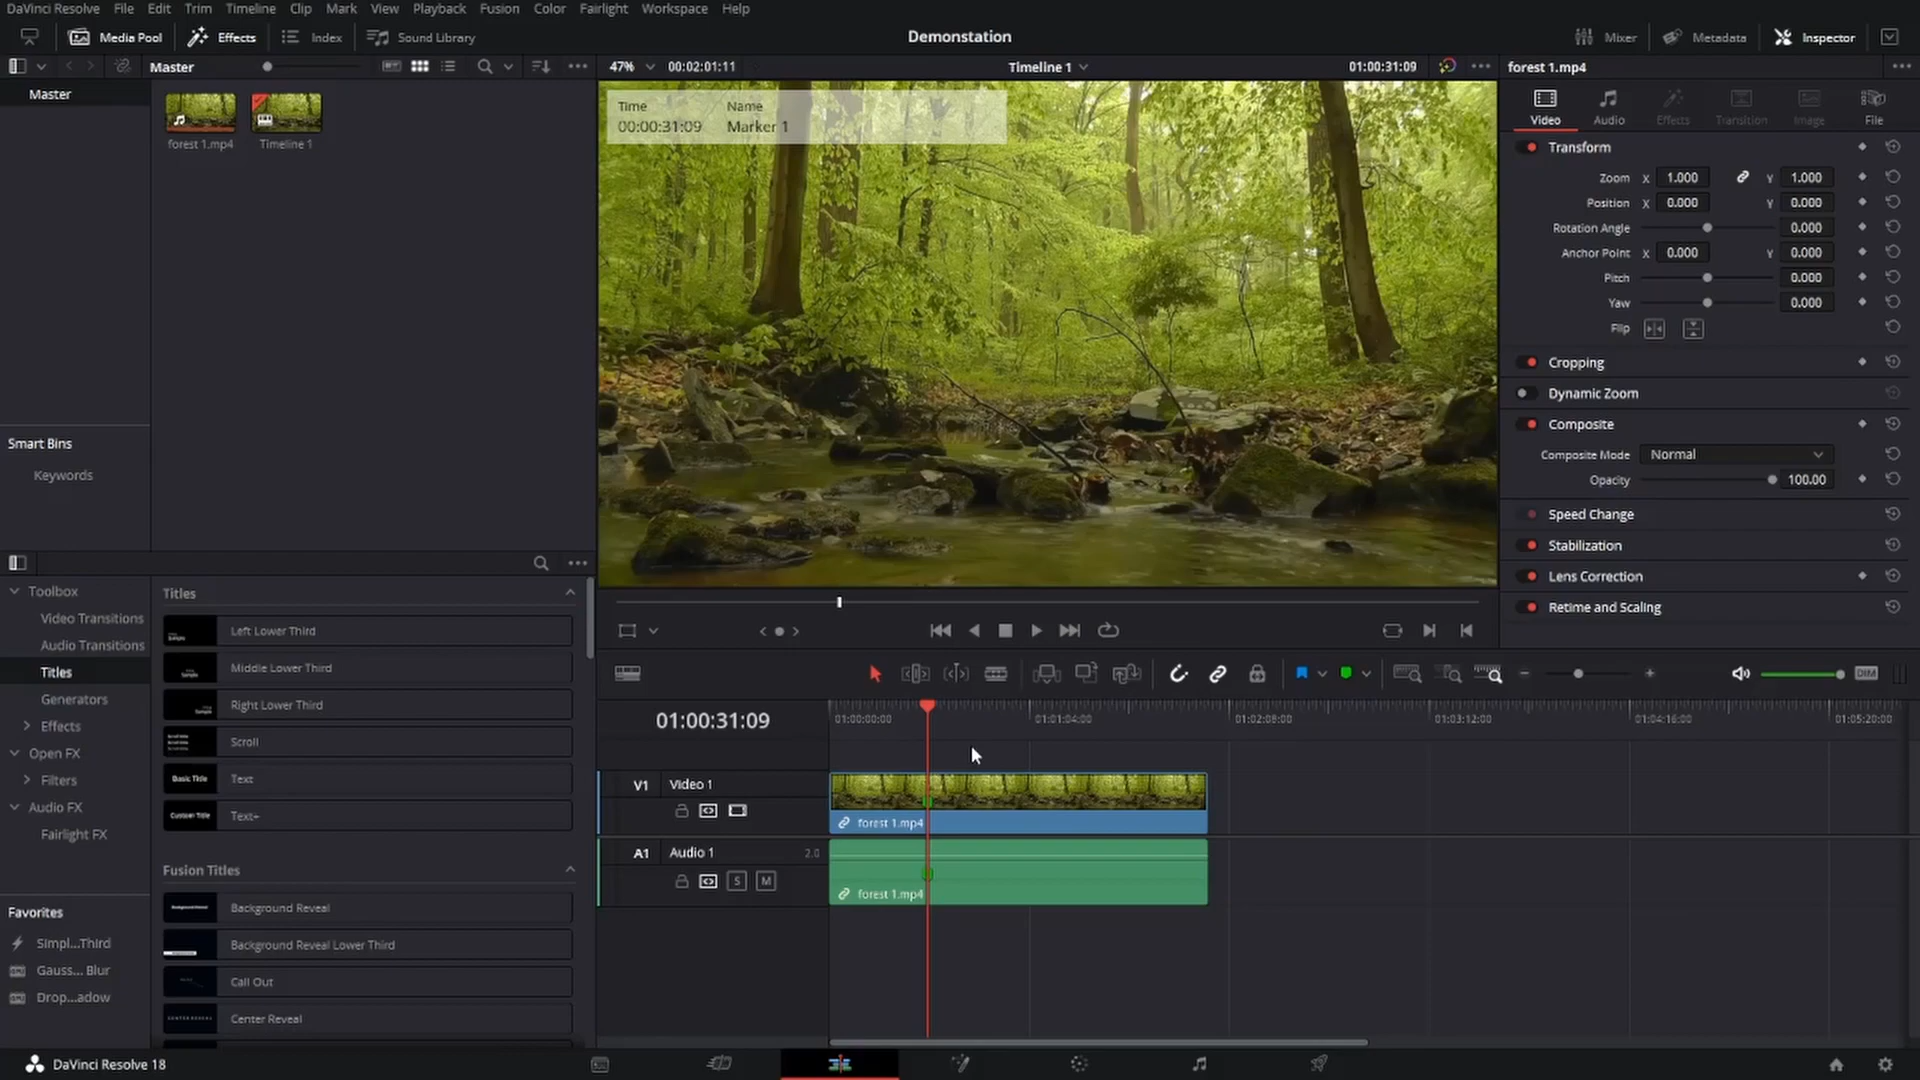 DaVinci Resolve File Edit Trim Timeline Clip Mark View Playback Fusion Color Fairlight Workspace Help
Media Pool Effects Index Sound Library Demonstation Mixer Metadata Inspector
Master 47% 00:02:01:11 Timeline 1 01:00:31:09 forest 1.mp4
Master
forest 1.mp4 Timeline 1
Smart Bins
Keywords
Time Name
00:00:31:09 Marker 1
Video Audio Effects Transition Image File
Transform
Zoom X 1.000 Y 1.000
Position X 0.000 Y 0.000
Rotation Angle 0.000
Anchor Point X 0.000 Y 0.000
Pitch 0.000
Yaw 0.000
Flip
Cropping
Dynamic Zoom
Composite
Composite Mode Normal
Opacity 100.00
Speed Change
Stabilization
Lens Correction
Retime and Scaling
Toolbox
Video Transitions
Audio Transitions
Titles
Generators
Effects
Open FX
Filters
Audio FX
Fairlight FX
Favorites
Simpl...Third
Gauss... Blur
Drop...adow
Titles
Left Lower Third
Middle Lower Third
Right Lower Third
Scroll
Basic Title Text
Custom Title Text+
Fusion Titles
Background Reveal
Background Reveal Lower Third
Call Out
CENTER REVEAL Center Reveal
DIM
01:00:31:09 01:00:00:00 01:01:04:00 01:02:08:00 01:03:12:00 01:04:16:00 01:05:20:00
V1 Video 1
forest 1.mp4
A1 Audio 1 2.0
S M
forest 1.mp4
DaVinci Resolve 18